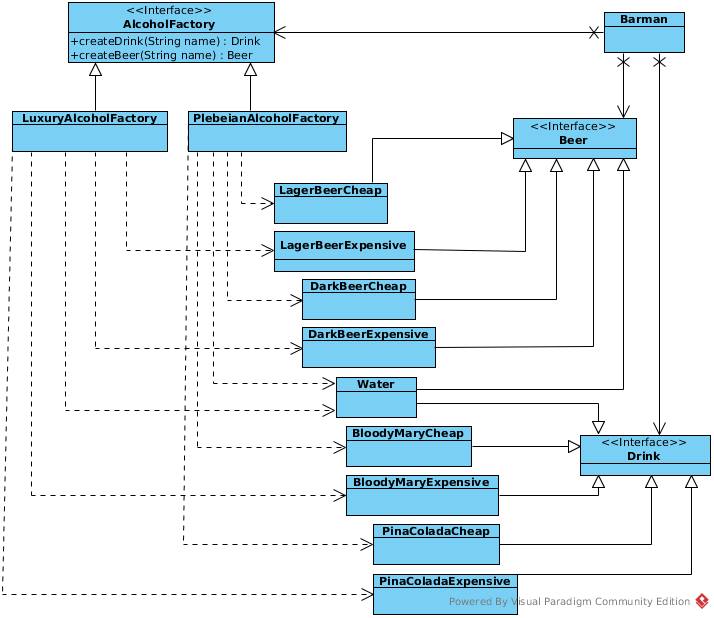 <<Interface>>
AlcoholFactory
+createDrink(String name) : Drink
+createBeer(String name) : Beer
Barman
LuxuryAlcoholFactory
PlebeianAlcoholFactory
<<Interface>>
Beer
LagerBeerCheap
LagerBeerExpensive
DarkBeerCheap
DarkBeerExpensive
Water
BloodyMaryCheap
<<Interface>>
Drink
BloodyMaryExpensive
PinaColadaCheap
PinaColadaExpensive
Powered By Visual Paradigm Community Edition